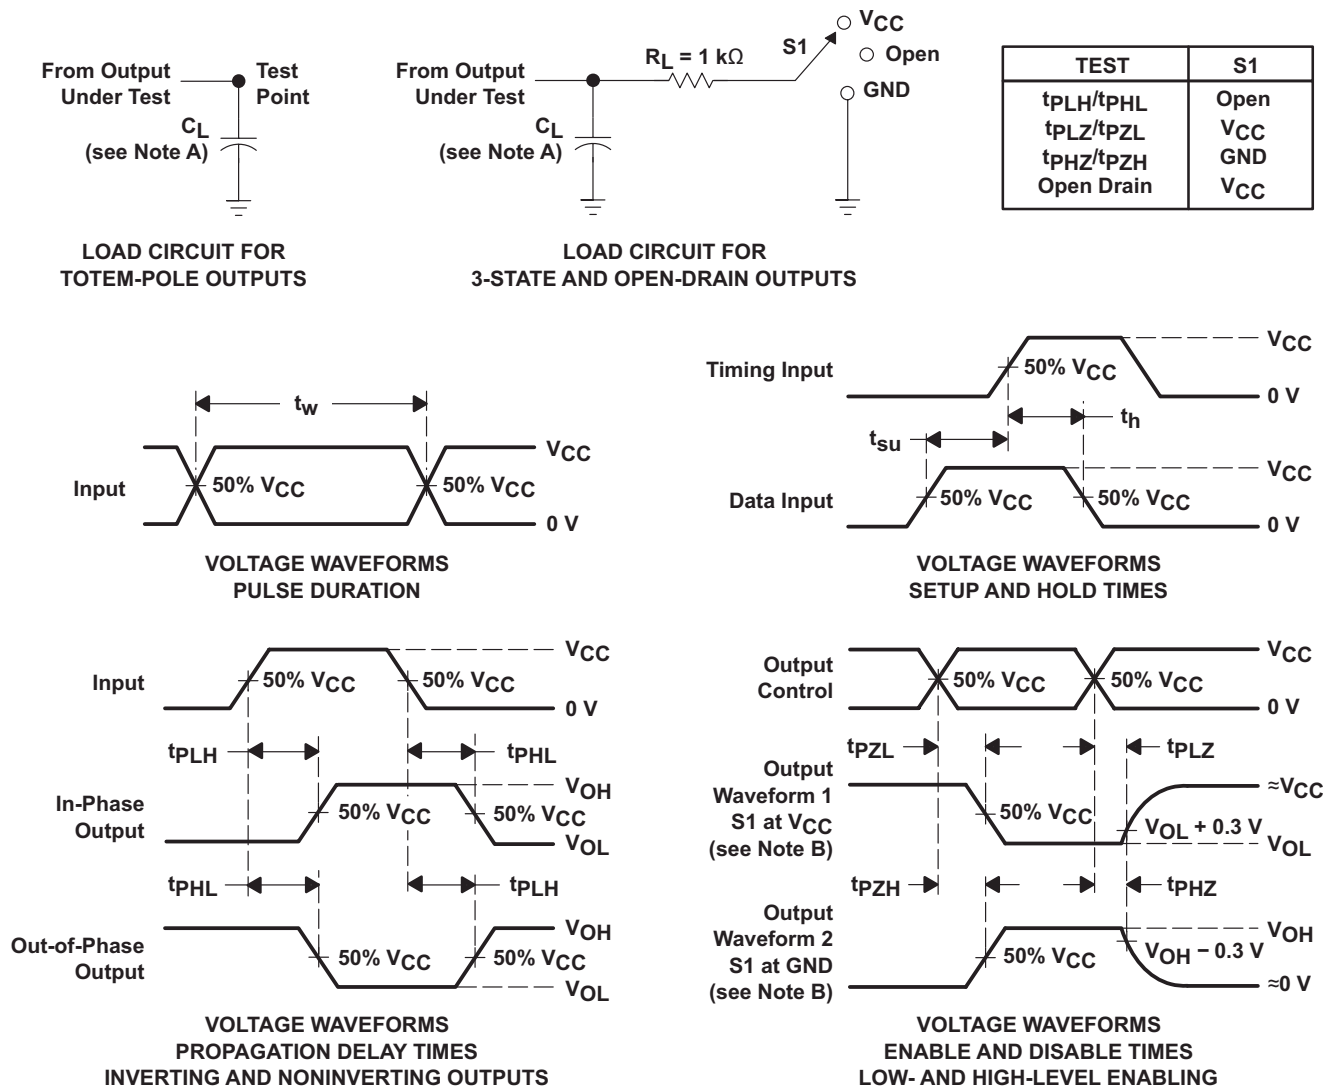 From Output
Under Test
Test
Point
CL
(see Note A)
LOAD CIRCUIT FOR
TOTEM-POLE OUTPUTS
From Output
Under Test
RL = 1 kΩ
S1
VCC
Open
GND
CL
(see Note A)
LOAD CIRCUIT FOR
3-STATE AND OPEN-DRAIN OUTPUTS
TEST S1
tPLH/tPHL Open
tPLZ/tPZL VCC
tPHZ/tPZH GND
Open Drain VCC
tw
Input
50% VCC
50% VCC
VCC
0 V
VOLTAGE WAVEFORMS
PULSE DURATION
Timing Input
50% VCC
VCC
0 V
tsu
th
Data Input
50% VCC
50% VCC
VCC
0 V
VOLTAGE WAVEFORMS
SETUP AND HOLD TIMES
Input
50% VCC
50% VCC
VCC
0 V
tPLH
tPHL
In-Phase
Output
50% VCC
50% VCC
VOH
VOL
tPHL
tPLH
Out-of-Phase
Output
50% VCC
50% VCC
VOH
VOL
VOLTAGE WAVEFORMS
PROPAGATION DELAY TIMES
INVERTING AND NONINVERTING OUTPUTS
Output
Control
50% VCC
50% VCC
VCC
0 V
tPZL
tPLZ
Output
Waveform 1
S1 at VCC
(see Note B)
50% VCC
VOL + 0.3 V
≈VCC
VOL
tPZH
tPHZ
Output
Waveform 2
S1 at GND
(see Note B)
50% VCC
VOH − 0.3 V
VOH
≈0 V
VOLTAGE WAVEFORMS
ENABLE AND DISABLE TIMES
LOW- AND HIGH-LEVEL ENABLING